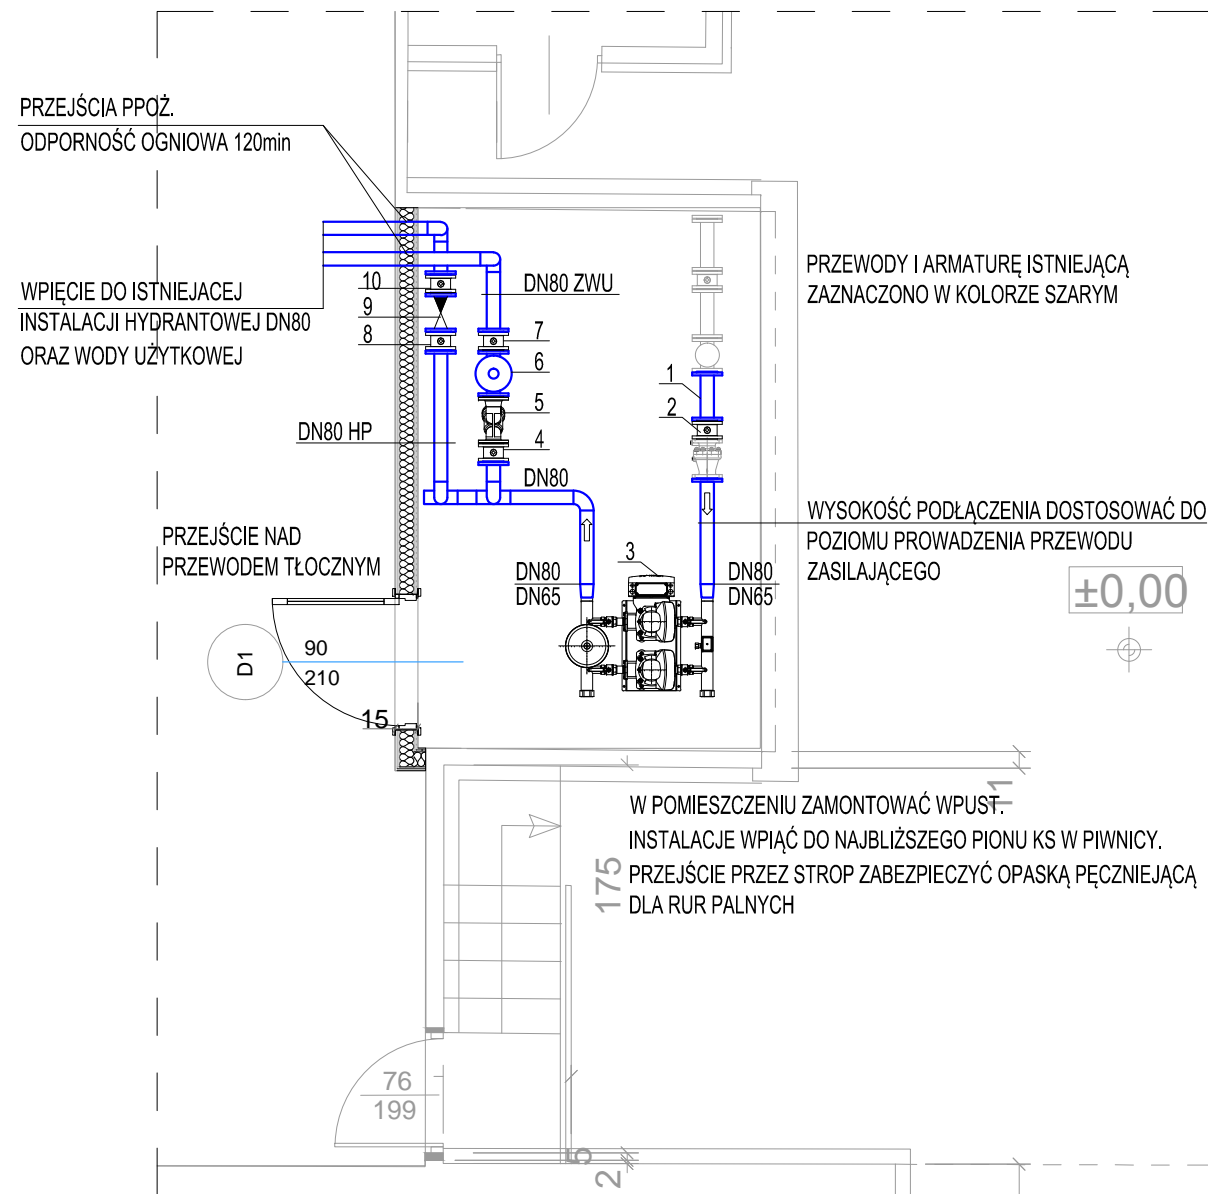 PRZEJŚCIA PPOŻ.
ODPORNOŚĆ OGNIOWA 120min
WPIĘCIE DO ISTNIEJACEJ
INSTALACJI HYDRANTOWEJ DN80
ORAZ WODY UŻYTKOWEJ
10
9
8
DN80 ZWU
7
6
5
4
DN80 HP
DN80
PRZEWODY I ARMATURĘ ISTNIEJĄCĄ
ZAZNACZONO W KOLORZE SZARYM
1
2
WYSOKOŚĆ PODŁĄCZENIA DOSTOSOWAĆ DO
POZIOMU PROWADZENIA PRZEWODU
ZASILAJĄCEGO
PRZEJŚCIE NAD
PRZEWODEM TŁOCZNYM
3
DN80
DN65
DN80
DN65
±0,00
D1
90
210
15
11
W POMIESZCZENIU ZAMONTOWAĆ WPUST.
INSTALACJE WPIĄĆ DO NAJBLIŻSZEGO PIONU KS W PIWNICY.
PRZEJŚCIE PRZEZ STROP ZABEZPIECZYĆ OPASKĄ PĘCZNIEJĄCĄ
DLA RUR PALNYCH
175
76
199
5
2